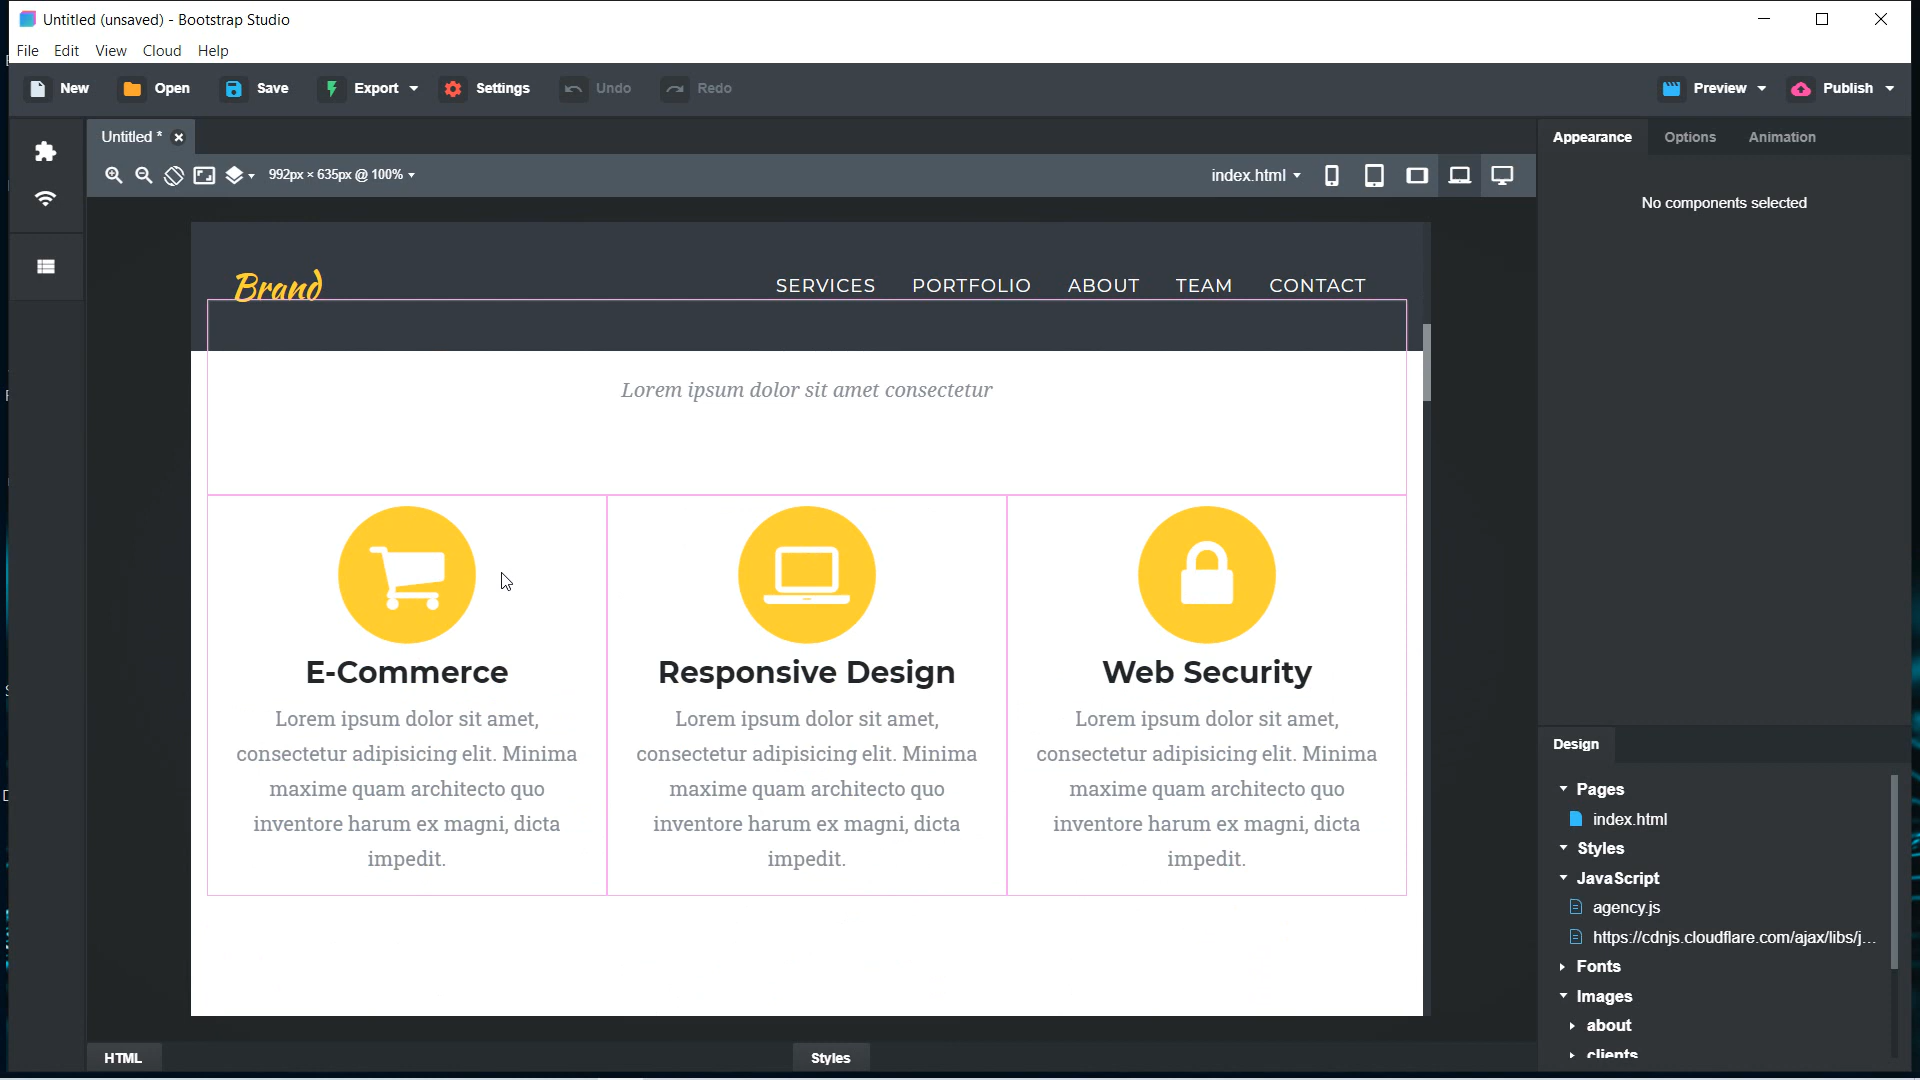 Untitled (unsaved) - Bootstrap Studio
File Edit View Cloud Help
New Open Save Export Settings Undo Redo Preview Publish
Untitled *
992px × 635px @ 100%
index.html
Appearance Options Animation
No components selected
Brand
SERVICES PORTFOLIO ABOUT TEAM CONTACT
Lorem ipsum dolor sit amet consectetur
E-Commerce
Lorem ipsum dolor sit amet,
consectetur adipisicing elit. Minima
maxime quam architecto quo
inventore harum ex magni, dicta
impedit.
Responsive Design
Lorem ipsum dolor sit amet,
consectetur adipisicing elit. Minima
maxime quam architecto quo
inventore harum ex magni, dicta
impedit.
Web Security
Lorem ipsum dolor sit amet,
consectetur adipisicing elit. Minima
maxime quam architecto quo
inventore harum ex magni, dicta
impedit.
Design
Pages
index.html
Styles
JavaScript
agency.js
https://cdnjs.cloudflare.com/ajax/libs/j...
Fonts
Images
about
clients
HTML
Styles